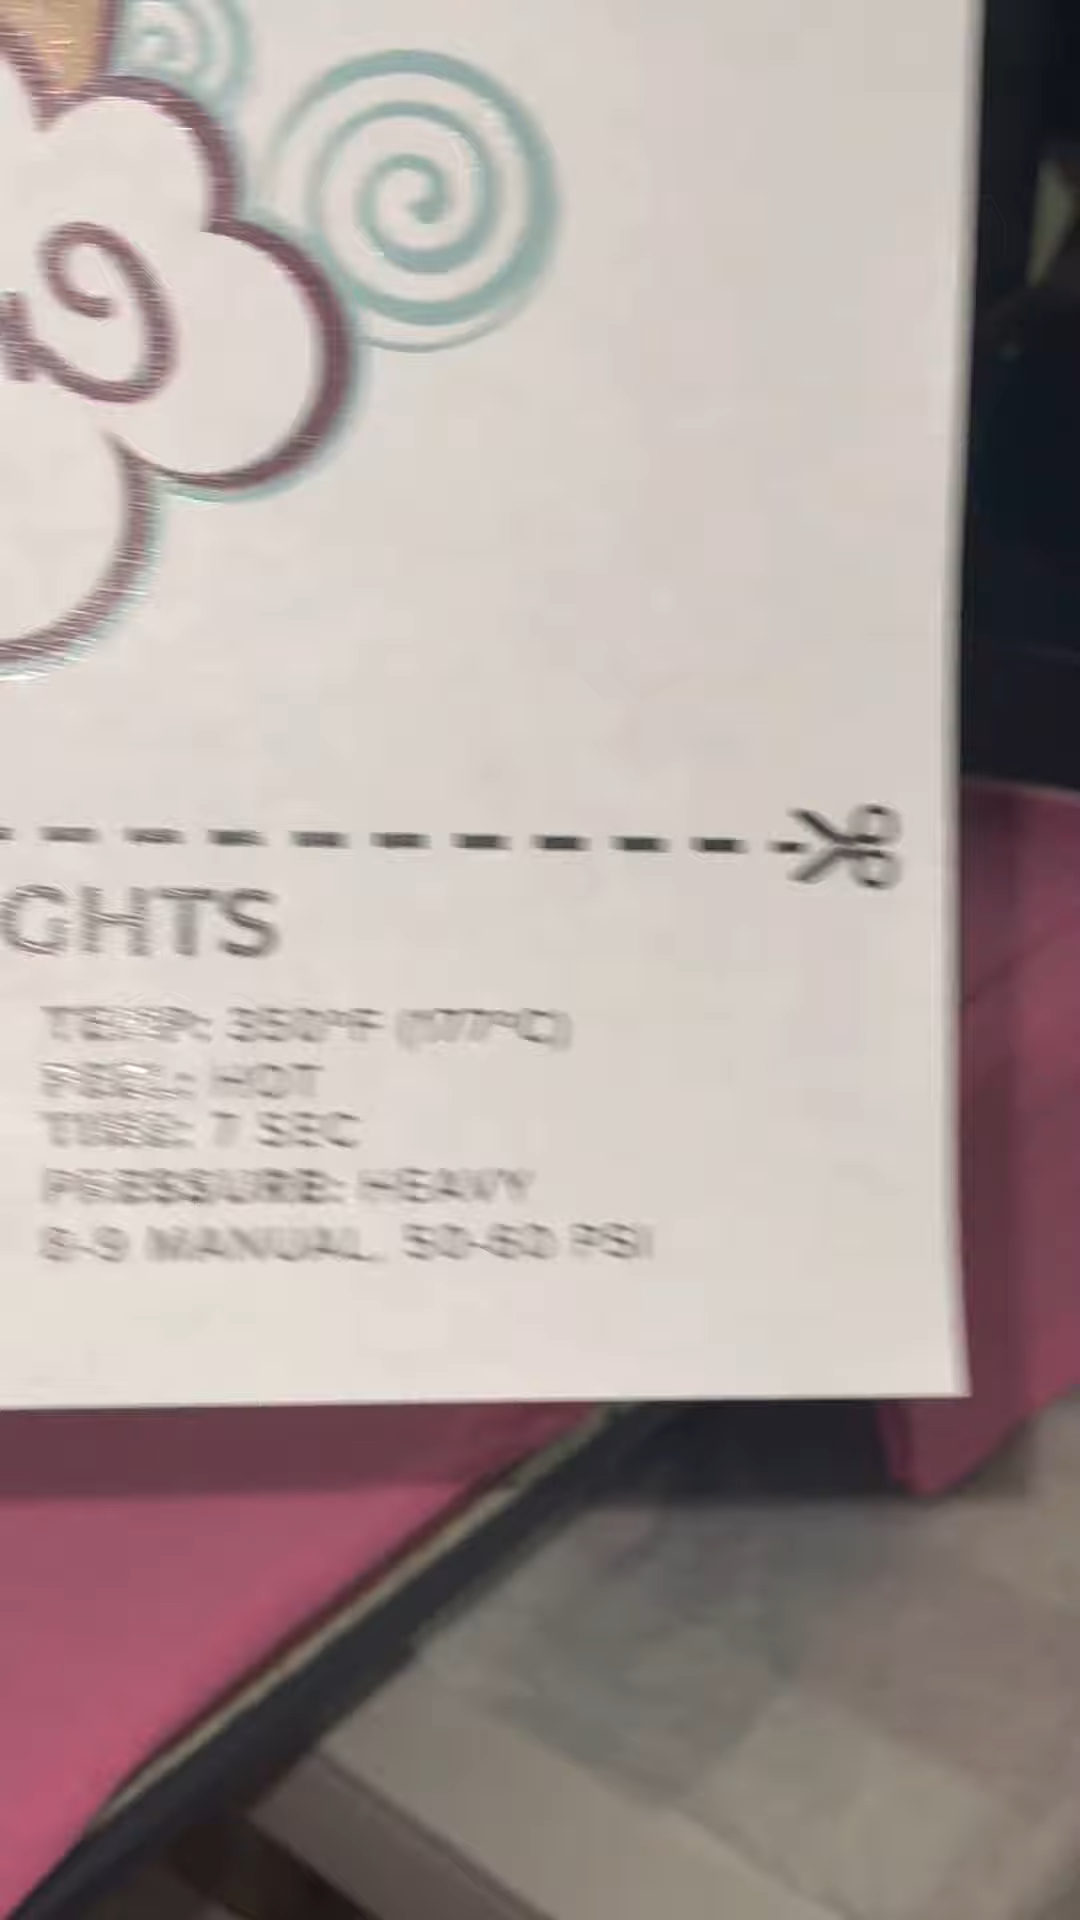 GHTS
TEMP: 350°F (177°C)
PEEL: HOT
TIME: 7 SEC
PRESSURE: HEAVY
8-9 MANUAL, 50-60 PSI